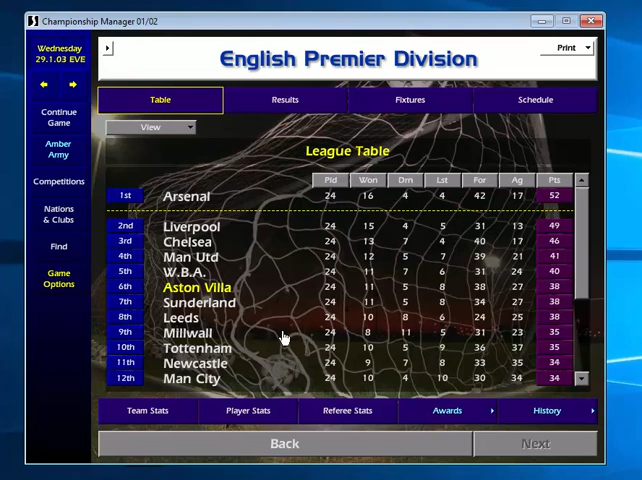 Championship Manager 01/02
Wednesday
29.1.03 EVE
Continue
Game
Amber
Army
Competitions
Nations
& Clubs
Find
Game
Options
English Premier Division
Print
Table Results Fixtures Schedule
View
League Table
Pld Won Drn Lst For Ag Pts
1st Arsenal 24 16 4 4 42 17 52
2nd Liverpool 24 15 4 5 31 13 49
3rd Chelsea 24 13 7 4 40 17 46
4th Man Utd 24 12 5 7 39 21 41
5th W.B.A. 24 11 7 6 31 24 40
6th Aston Villa 24 11 5 8 38 27 38
7th Sunderland 24 11 5 8 34 27 38
8th Leeds 24 10 8 6 24 25 38
9th Millwall 24 8 11 5 31 23 35
10th Tottenham 24 10 5 9 36 37 35
11th Newcastle 24 9 7 8 33 35 34
12th Man City 24 10 4 10 30 34 34
Team Stats Player Stats Referee Stats Awards History
Back Next